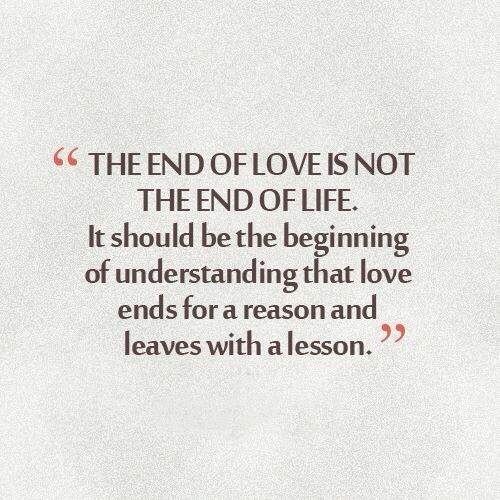 “ THE END OF LOVE IS NOT
THE END OF LIFE.
It should be the beginning
of understanding that love
ends for a reason and
leaves with a lesson. ”